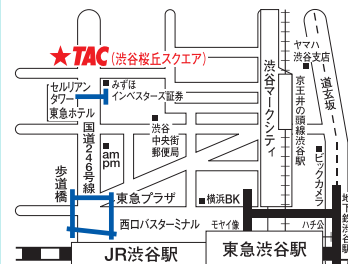 ★TAC(渋谷桜丘スクエア)
セルリアン
タワー
東急ホテル
みずほ
インベスターズ証券
国道246号線
am
pm
渋谷
中央街
郵便局
渋谷マークシティ
ヤマハ
渋谷支店
道玄坂
京王井の頭線渋谷駅
ビックカメラ
歩道橋
東急プラザ
横浜BK
西口バスターミナル
モヤイ像
ハチ公
地下鉄渋谷駅
JR渋谷駅
東急渋谷駅